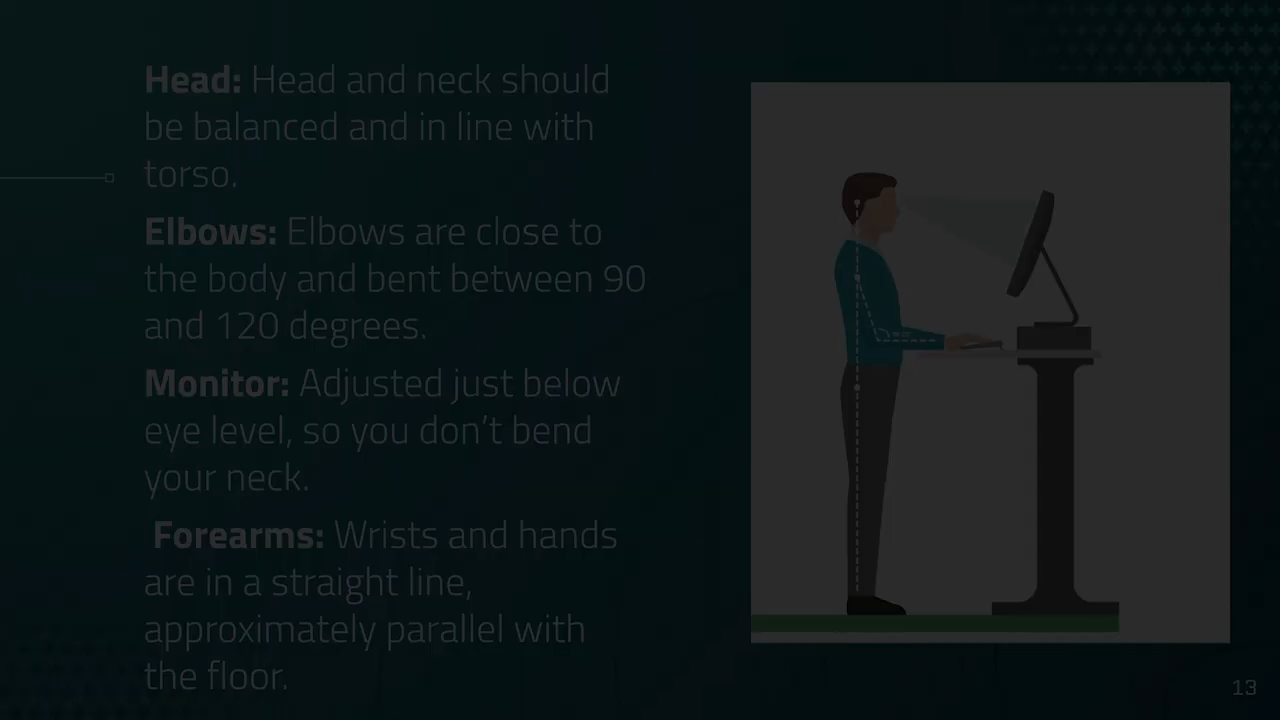 Head: Head and neck should
be balanced and in line with
torso.
Elbows: Elbows are close to
the body and bent between 90
and 120 degrees.
Monitor: Adjusted just below
eye level, so you don’t bend
your neck.
Forearms: Wrists and hands
are in a straight line,
approximately parallel with
the floor.
13